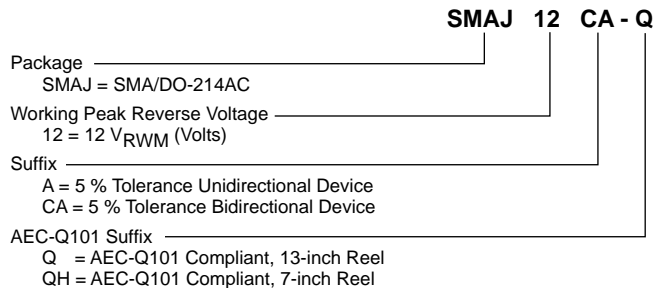 SMAJ 12 CA - Q
Package
SMAJ = SMA/DO-214AC
Working Peak Reverse Voltage
12 = 12 VRWM (Volts)
Suffix
A = 5 % Tolerance Unidirectional Device
CA = 5 % Tolerance Bidirectional Device
AEC-Q101 Suffix
Q = AEC-Q101 Compliant, 13-inch Reel
QH = AEC-Q101 Compliant, 7-inch Reel